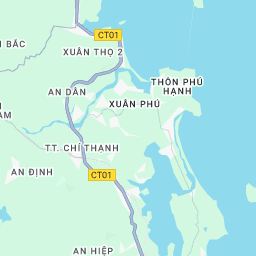 CT01
BẮC
XUÂN THỌ 2
THÔN PHÚ
HẠNH
AN DÂN
XUÂN PHÚ
TT. CHÍ THẠNH
AN ĐỊNH
CT01
AN HIỆP